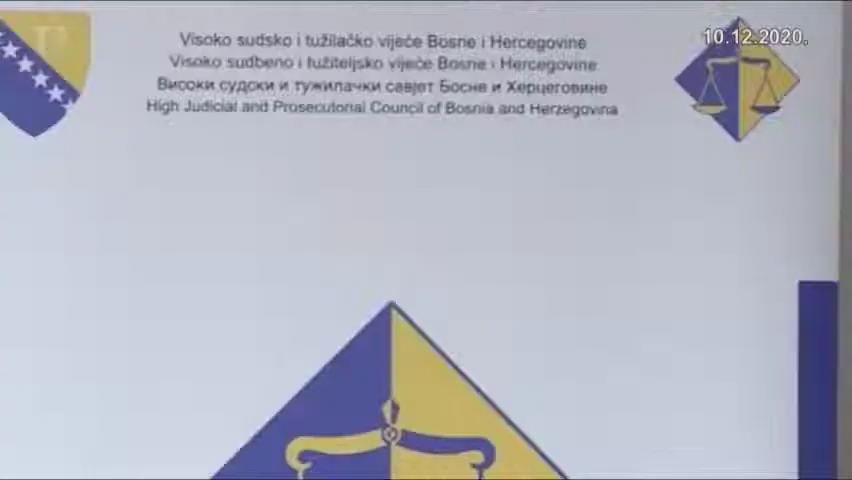 Visoko sudsko i tužilačko vijeće Bosne i Hercegovine
Visoko sudbeno i tužiteljsko vijeće Bosne i Hercegovine
Високи судски и тужилачки савјет Босне и Херцеговине
High Judicial and Prosecutorial Council of Bosnia and Herzegovina
10.12.2020.